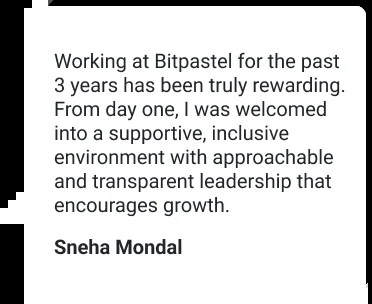 Working at Bitpastel for the past
3 years has been truly rewarding.
From day one, I was welcomed
into a supportive, inclusive
environment with approachable
and transparent leadership that
encourages growth.
Sneha Mondal